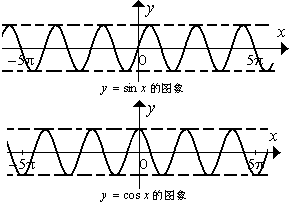 y
x
−5π 0 5π
y = sin x 的图象
y
x
−5π 0 5π
y = cos x 的图象